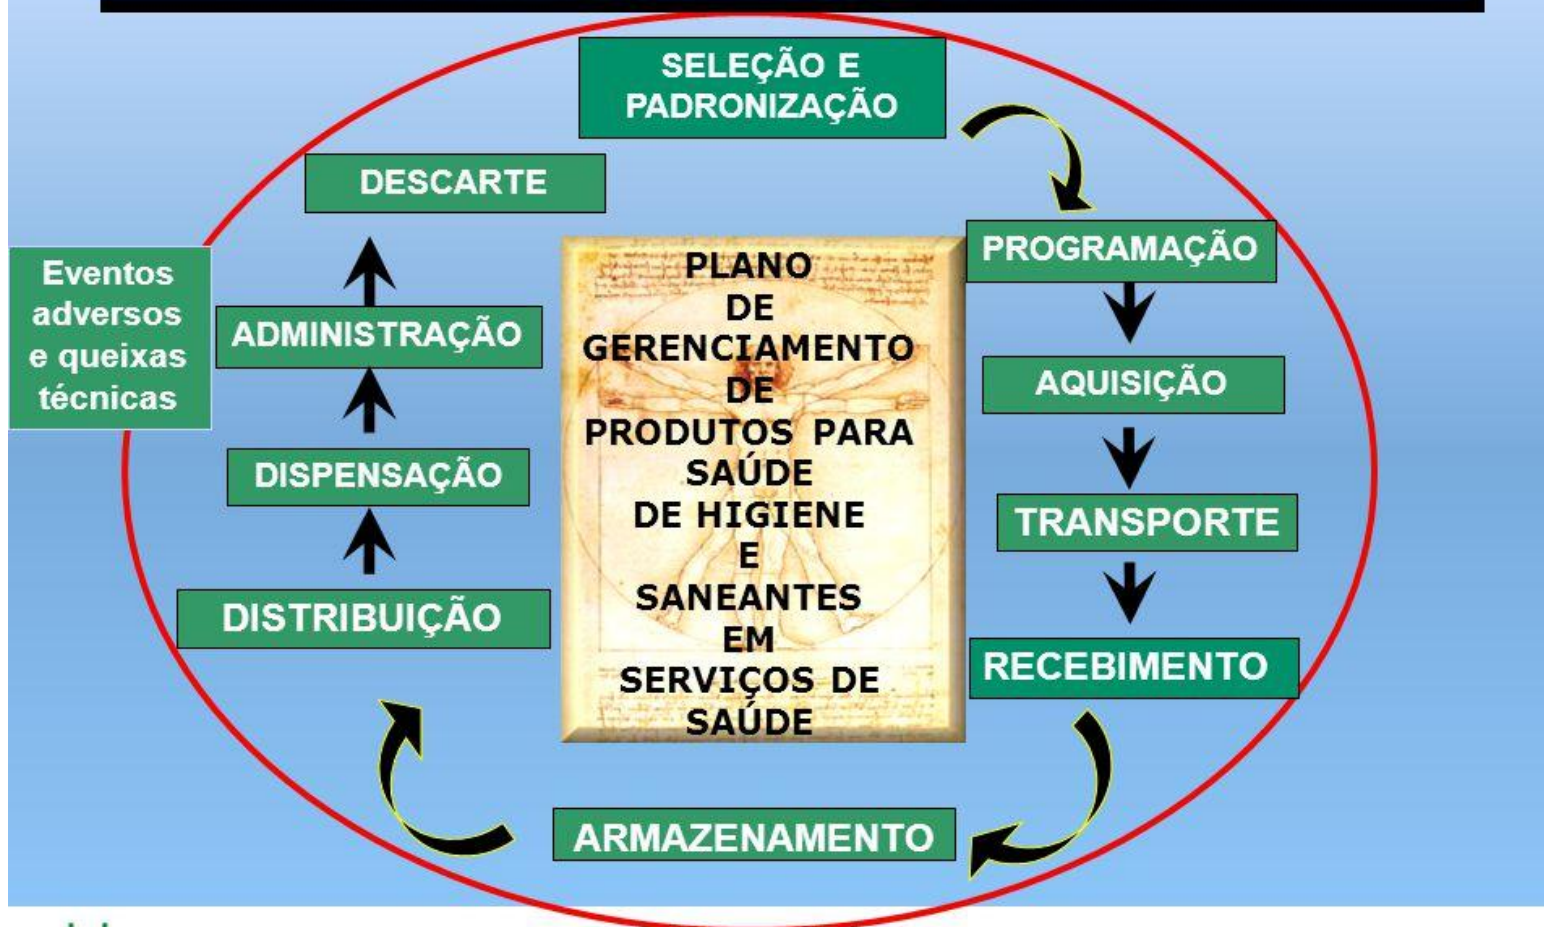 SELEÇÃO E
PADRONIZAÇÃO
DESCARTE
PROGRAMAÇÃO
Eventos
adversos
e queixas
técnicas
ADMINISTRAÇÃO
AQUISIÇÃO
DISPENSAÇÃO
TRANSPORTE
DISTRIBUIÇÃO
RECEBIMENTO
ARMAZENAMENTO
PLANO
DE
GERENCIAMENTO
DE
PRODUTOS PARA
SAÚDE
DE HIGIENE
E
SANEANTES
EM
SERVIÇOS DE
SAÚDE